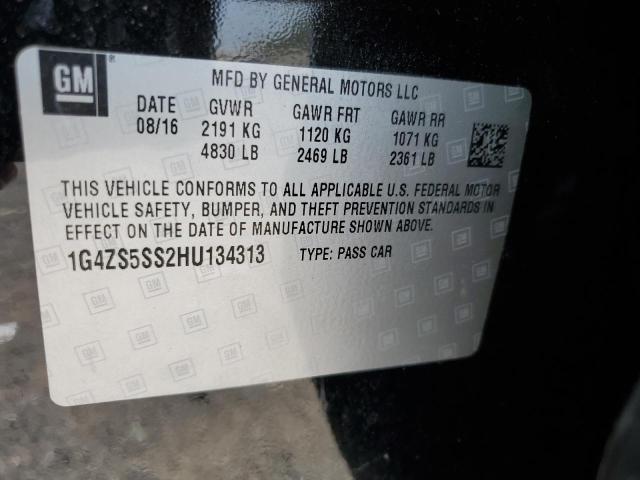 GM
MFD BY GENERAL MOTORS LLC
DATE GVWR GAWR FRT GAWR RR
08/16 2191 KG 1120 KG 1071 KG
4830 LB 2469 LB 2361 LB
THIS VEHICLE CONFORMS TO ALL APPLICABLE U.S. FEDERAL MOTOR
VEHICLE SAFETY, BUMPER, AND THEFT PREVENTION STANDARDS IN
EFFECT ON THE DATE OF MANUFACTURE SHOWN ABOVE.
1G4ZS5SS2HU134313 TYPE: PASS CAR